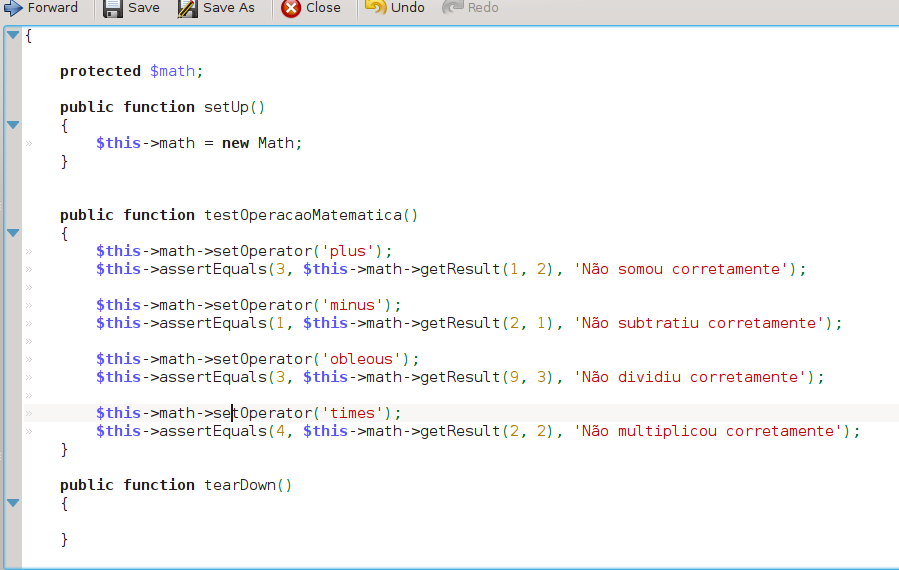 Forward Save Save As Close Undo Redo
{
protected $math;
public function setUp()
{
$this->math = new Math;
}
public function testOperacaoMatematica()
{
$this->math->setOperator('plus');
$this->assertEquals(3, $this->math->getResult(1, 2), 'Não somou corretamente');
$this->math->setOperator('minus');
$this->assertEquals(1, $this->math->getResult(2, 1), 'Não subtratiu corretamente');
$this->math->setOperator('obleous');
$this->assertEquals(3, $this->math->getResult(9, 3), 'Não dividiu corretamente');
$this->math->setOperator('times');
$this->assertEquals(4, $this->math->getResult(2, 2), 'Não multiplicou corretamente');
}
public function tearDown()
{
}